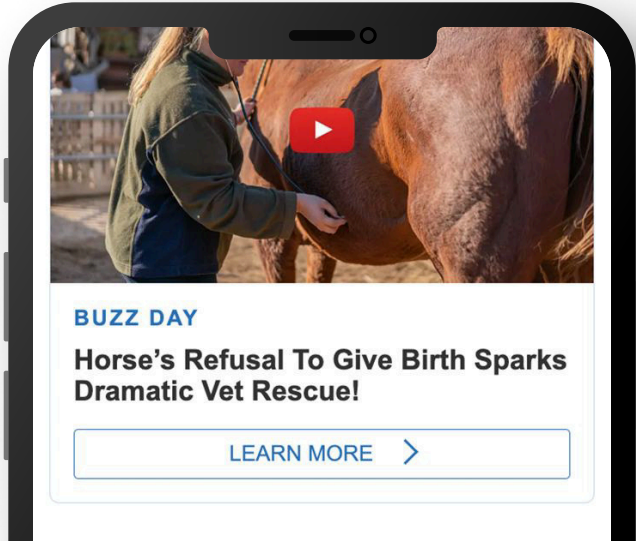 BUZZ DAY
Horse’s Refusal To Give Birth Sparks
Dramatic Vet Rescue!
LEARN MORE